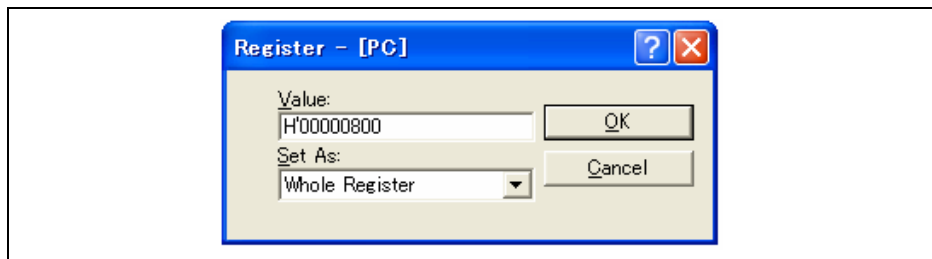 Register - [PC]
Value:
H'00000800
OK
Set As:
Whole Register
Cancel